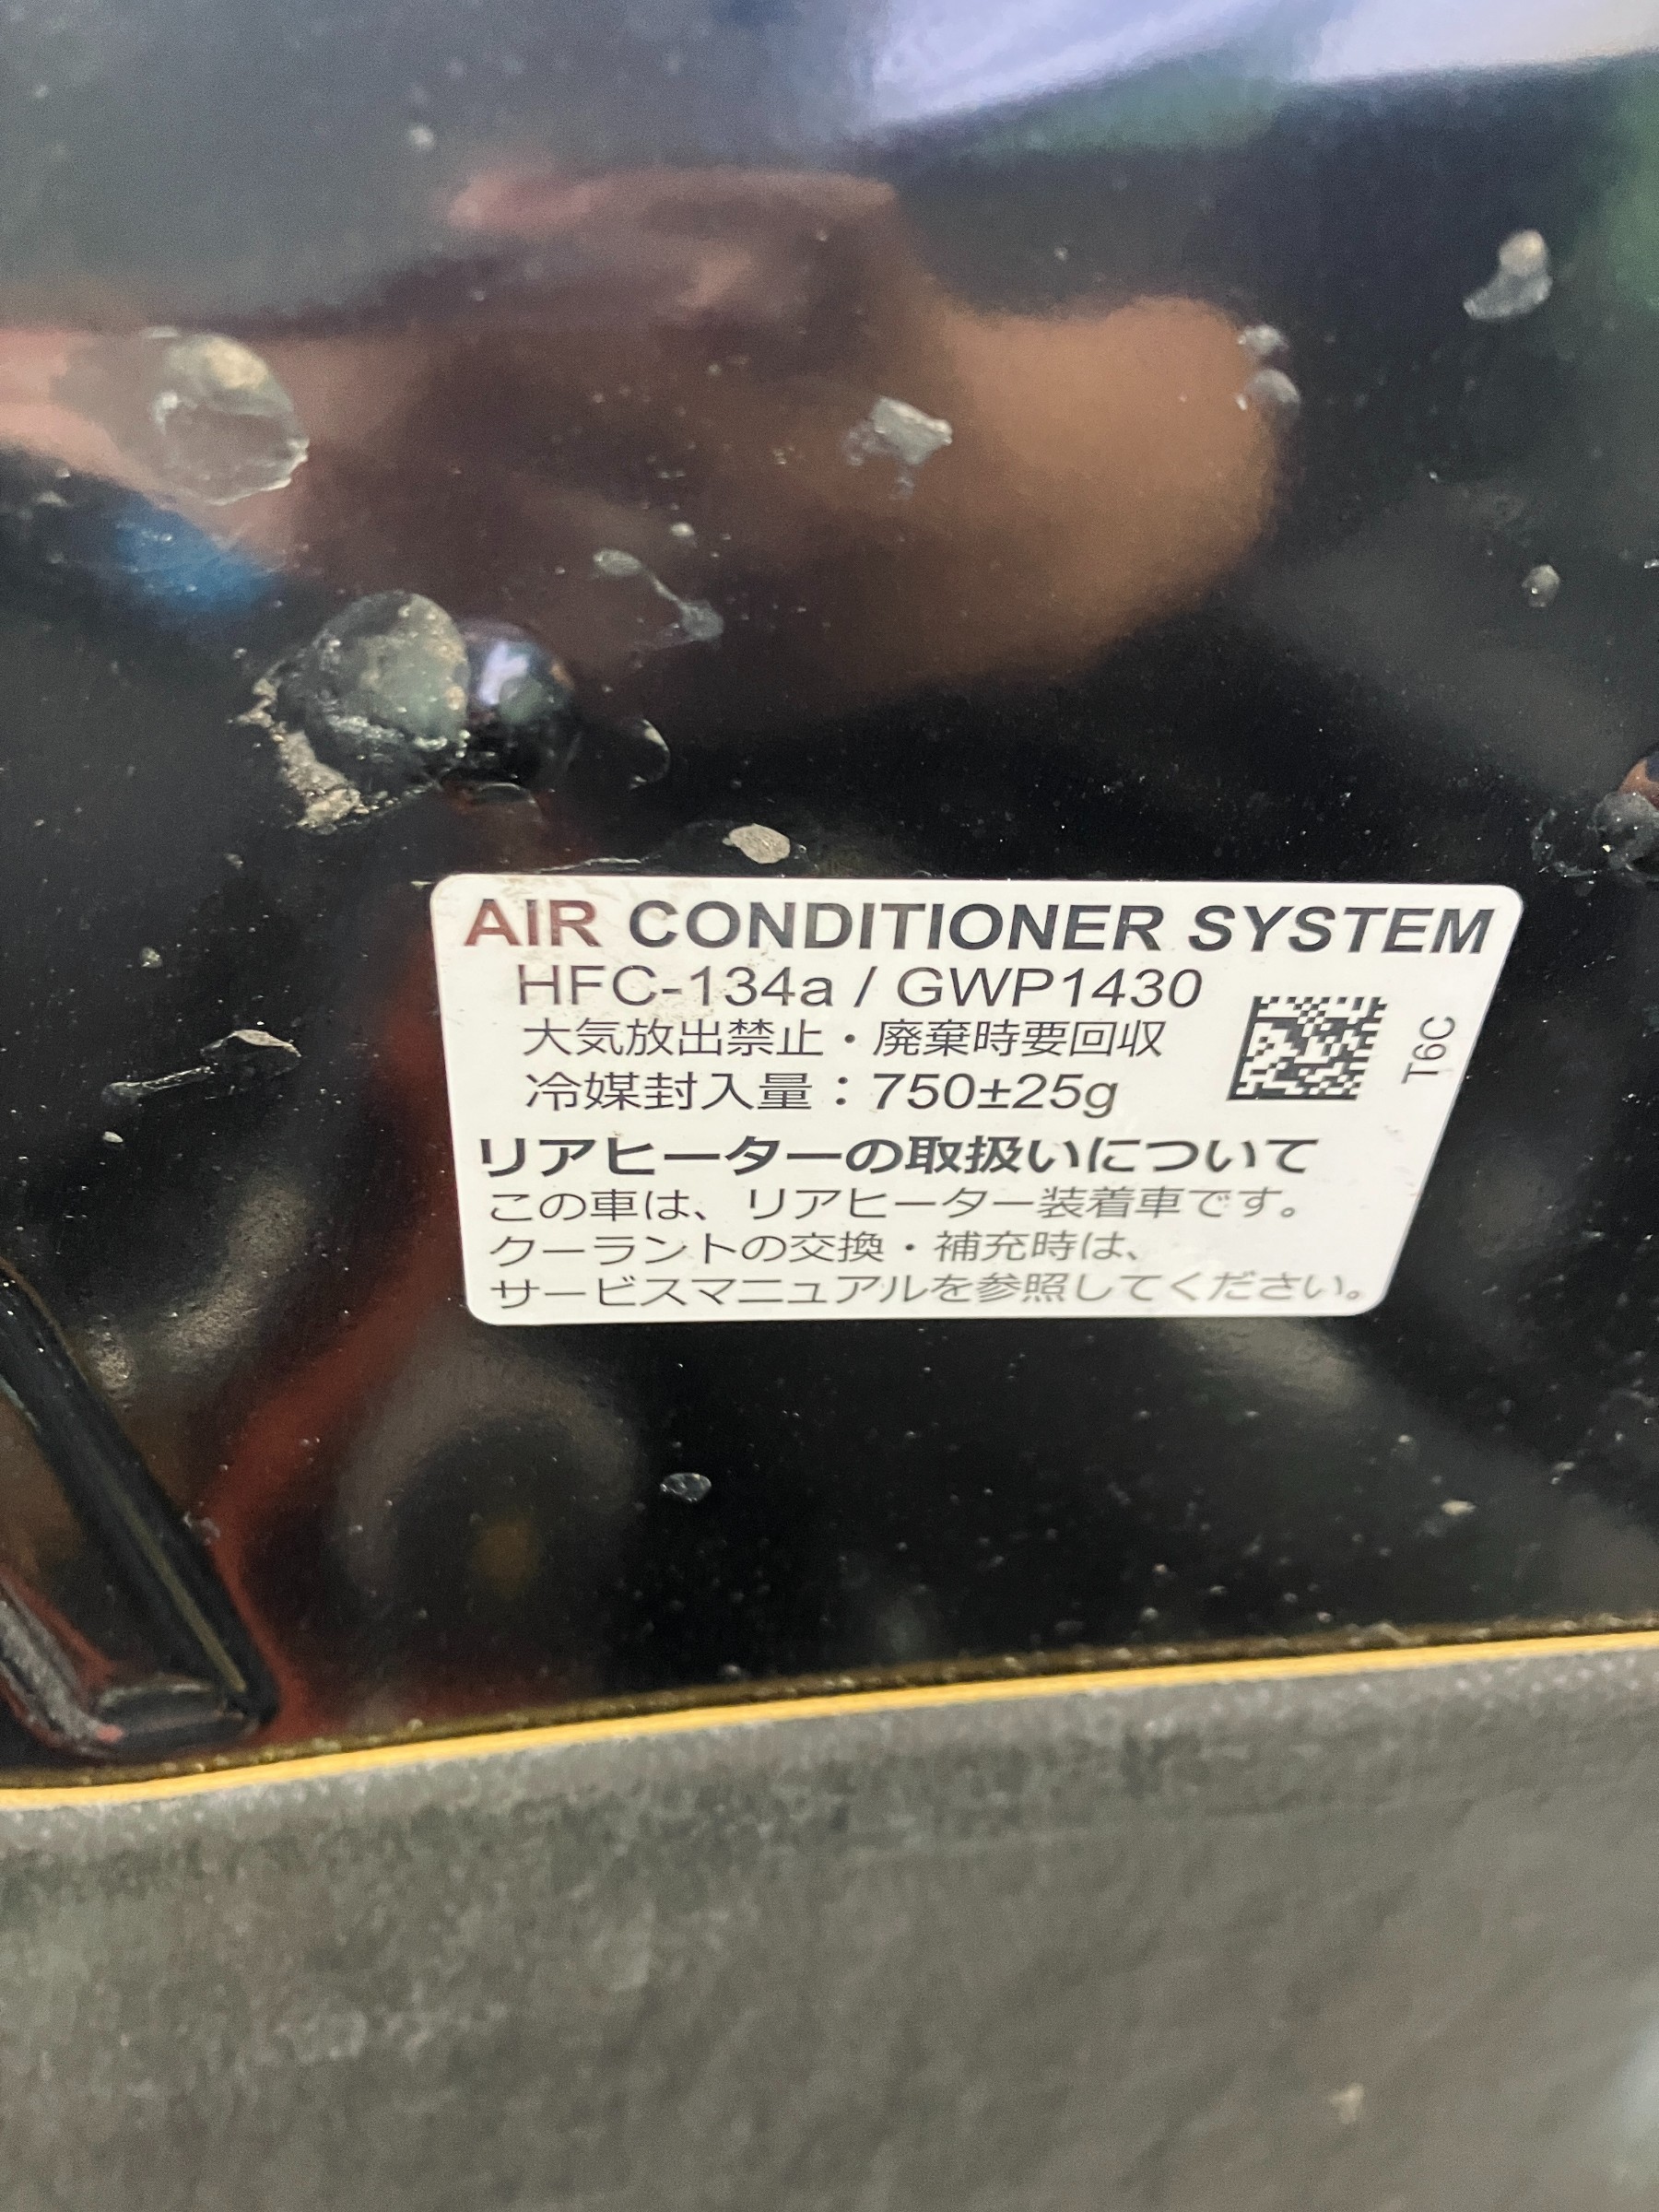 AIR CONDITIONER SYSTEM
HFC-134a / GWP1430
大気放出禁止・廃棄時要回収
冷媒封入量：750±25g
T6C
リアヒーターの取扱いについて
この車は、リアヒーター装着車です。
クーラントの交換・補充時は、
サービスマニュアルを参照してください。